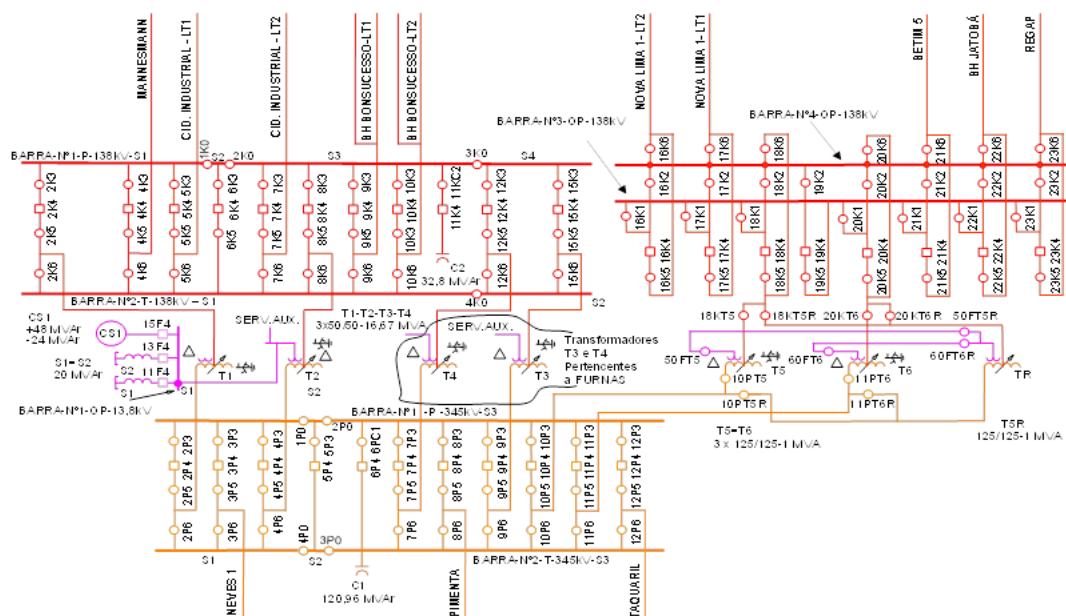 MANNESMANN
CID. INDUSTRIAL - LT1
CID. INDUSTRIAL - LT2
BH BONSUCESSO-LT1
BH BONSUCESSO-LT2
NOVA LIMA 1- LT2
NOVA LIMA 1- LT1
BETIM 5
BH JATOBÁ
REGAP
BARRA-Nº3-OP-138kV
BARRA-Nº4-OP-138kV
BARRA-Nº1-P-138kV-S1
1K0
S2
2K0
S3
3K0
S4
2K3
2K4
2K5
2K6
4K3
4K4
4K5
4K6
5K3
5K4
5K5
5K6
6K3
6K4
6K5
7K3
7K4
7K5
7K6
8K3
8K4
8K5
8K6
9K3
9K4
9K5
9K6
10K3
10K4
10K3
10K6
11KC2
11K4
C2
32,8 MVAr
12K3
12K4
12K5
12K6
15K3
15K4
15K5
15K6
16K6
16K2
16K1
16K4
16K5
17K6
17K2
17K1
17K4
17K5
18K6
18K2
18K1
18K4
18K5
19K2
19K4
19K5
20K6
20K2
20K1
20K4
20K5
21K6
21K2
21K1
21K4
21K5
22K6
22K2
22K1
22K4
22K5
23K6
23K2
23K1
23K4
23K5
BARRA-Nº2-T-138kV – S1
4K0
S2
CS1
+48 MVAr
-24 MVAr
CS1
15F4
13F4
11F4
S1= S2
20 MVAr
S2
S1
S1
BARRA-Nº1-OP-13,8kV
SERV.AUX.
T1-T2-T3-T4
3x50/50-16,67 MVA
SERV.AUX.
T1
T2
S2
T4
T3
Transformadores
T3 e T4
Pertencentes
a FURNAS
18KT5
18KT5R
20KT6
20KT6R
50FT5R
50FT5
60FT6
60FT6R
T5
T6
TR
10PT5
11PT6
10PT5R
11PT6R
T5=T6
3 x 125/125-1 MVA
T5R
125/125-1 MVA
BARRA-Nº1 -P -345kV-S3
1P0
2P0
2P3
2P4
2P5
2P6
3P3
3P4
3P5
3P6
4P3
4P4
4P5
4P6
5P3
5P4
6PC1
6P4
7P3
7P4
7P5
7P6
8P3
8P4
8P5
8P6
9P3
9P4
9P5
9P6
10P3
10P4
10P5
10P6
11P3
11P4
11P5
11P6
12P3
12P4
12P5
12P6
S1
4P0
3P0
S2
BARRA-Nº2-T-345kV-S3
C1
120,96 MVAr
NEVES 1
PIMENTA
TAQUARIL